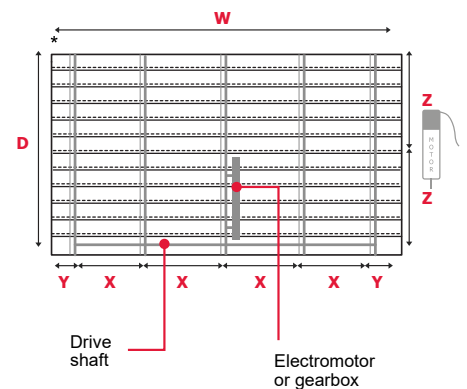 W
*
D
Z
MOTOR
Z
Y X X X X Y
Drive
shaft
Electromotor
or gearbox